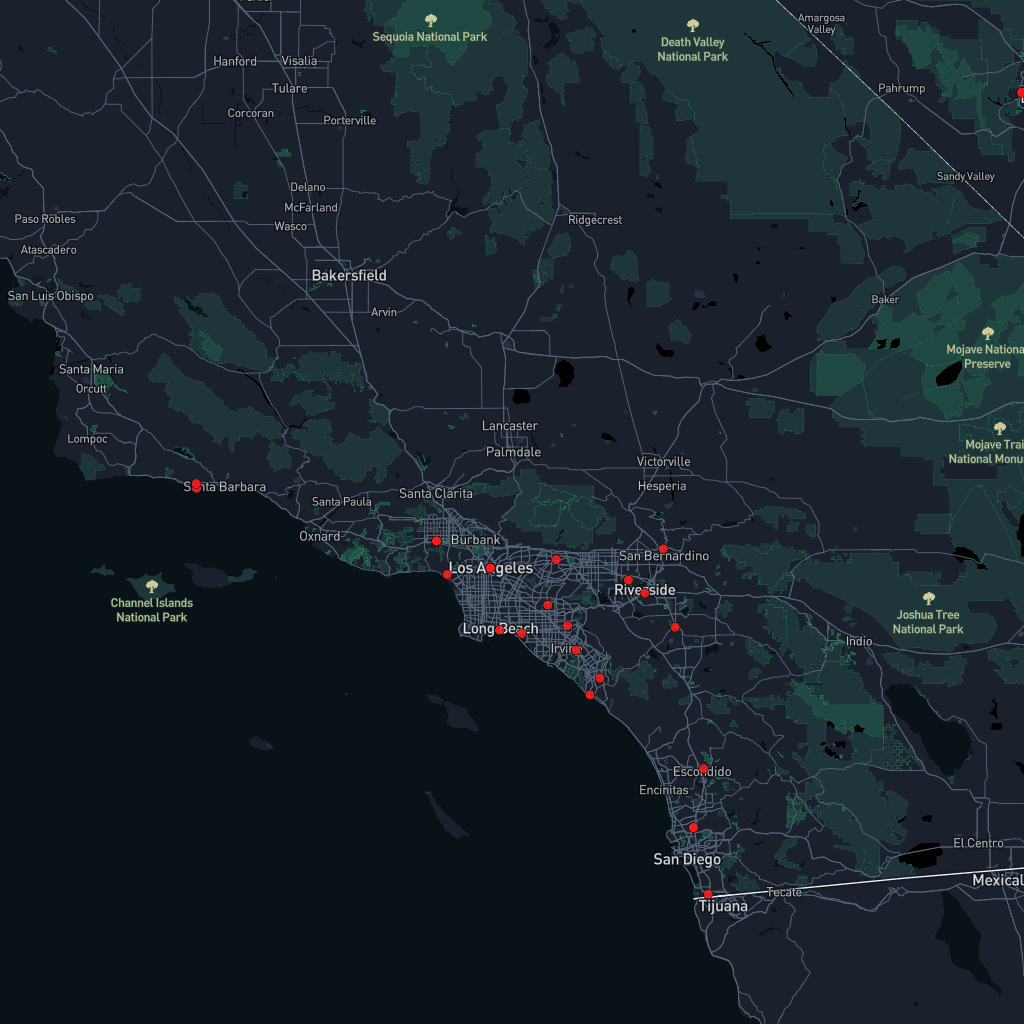 Sequoia National Park
Death Valley
National Park
Amargosa
Valley
Hanford
Visalia
Tulare
Pahrump
Corcoran
Porterville
Sandy Valley
Delano
McFarland
Wasco
Paso Robles
Ridgecrest
Atascadero
Bakersfield
San Luis Obispo
Baker
Arvin
Mojave Nationa
Preserve
Santa Maria
Orcutt
Lancaster
Lompoc
Mojave Trai
National Monu
Palmdale
Victorville
Hesperia
Santa Barbara
Santa Clarita
Santa Paula
Oxnard
Burbank
San Bernardino
Los Angeles
Riverside
Channel Islands
National Park
Joshua Tree
National Park
Long Beach
Irvine
Indio
Escondido
Encinitas
San Diego
El Centro
Mexical
Tecate
Tijuana